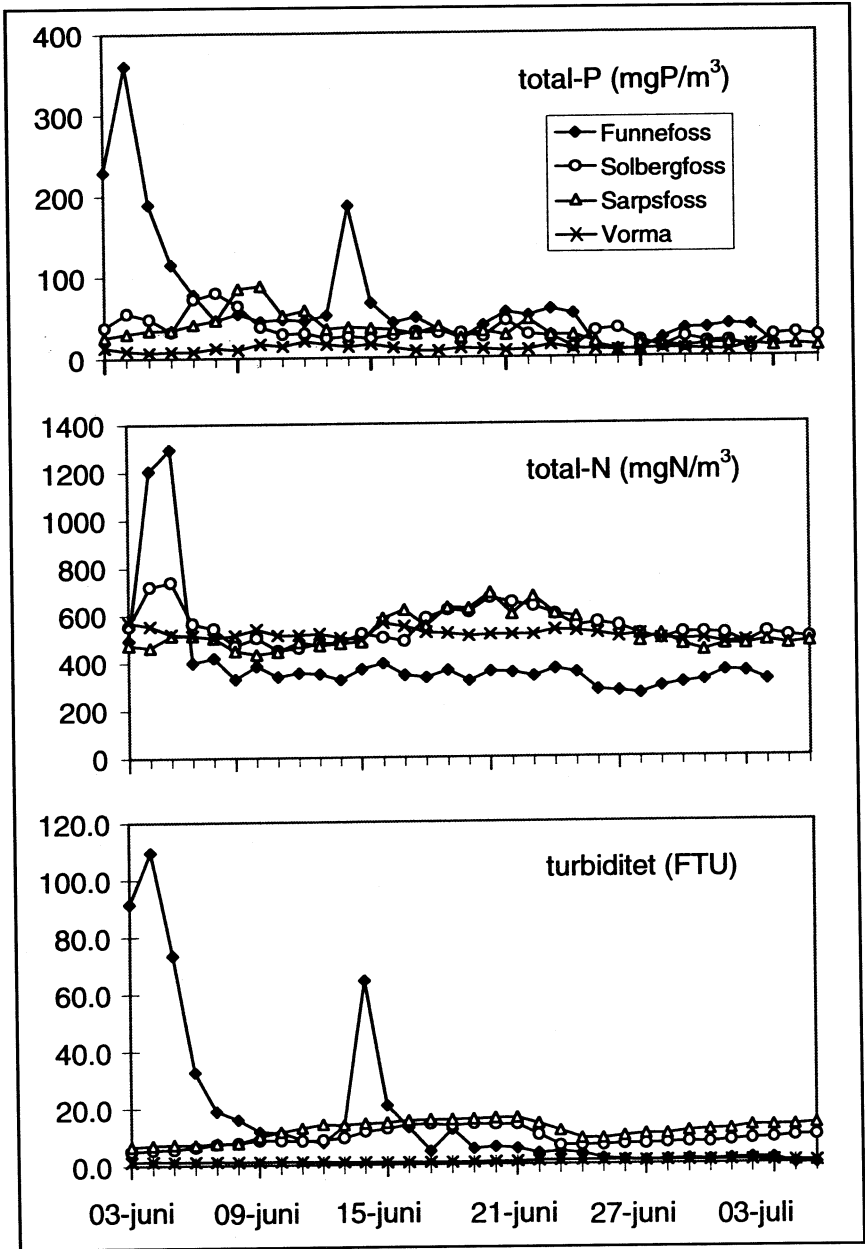 total-P (mgP/m³)
400
300
200
100
0
Funnefoss
Solbergfoss
Sarpsfoss
Vorma
total-N (mgN/m³)
1400
1200
1000
800
600
400
200
0
turbiditet (FTU)
120.0
100.0
80.0
60.0
40.0
20.0
0.0
03-juni 09-juni 15-juni 21-juni 27-juni 03-juli